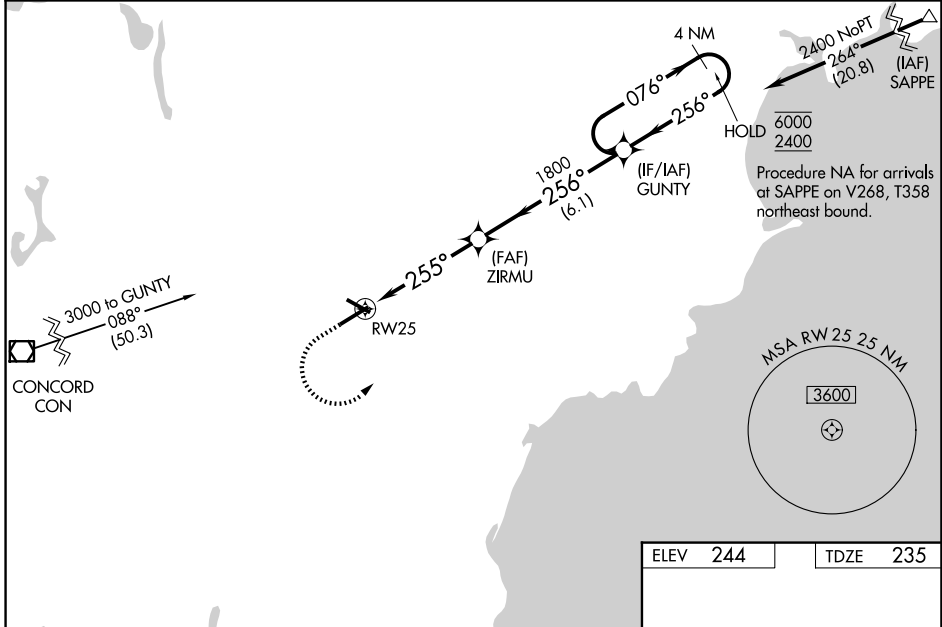 4 NM
2400 NoPT
264°
(20.8)
(IAF)
SAPPE
076°
256°
HOLD
6000
2400
1800
256°
(6.1)
(IF/IAF)
GUNTY
Procedure NA for arrivals
at SAPPE on V268, T358
northeast bound.
255°
(FAF)
ZIRMU
3000 to GUNTY
088°
(50.3)
RW25
CONCORD
CON
MSA RW 25 25 NM
3600
ELEV 244
TDZE 235